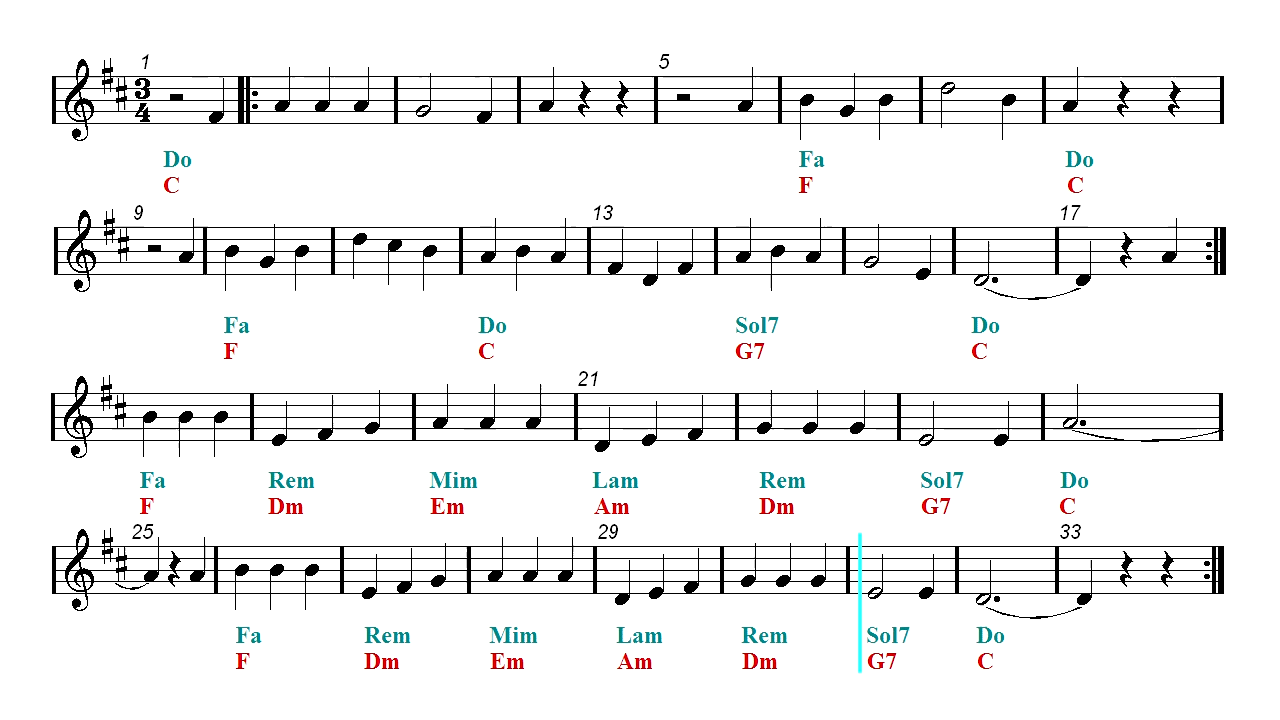 1 5
3
4
Do Fa Do
C F C
9 13 17
Fa Do Sol7 Do
F C G7 C
21
Fa Rem Mim Lam Rem Sol7 Do
F Dm Em Am Dm G7 C
25 29 33
Fa Rem Mim Lam Rem Sol7 Do
F Dm Em Am Dm G7 C